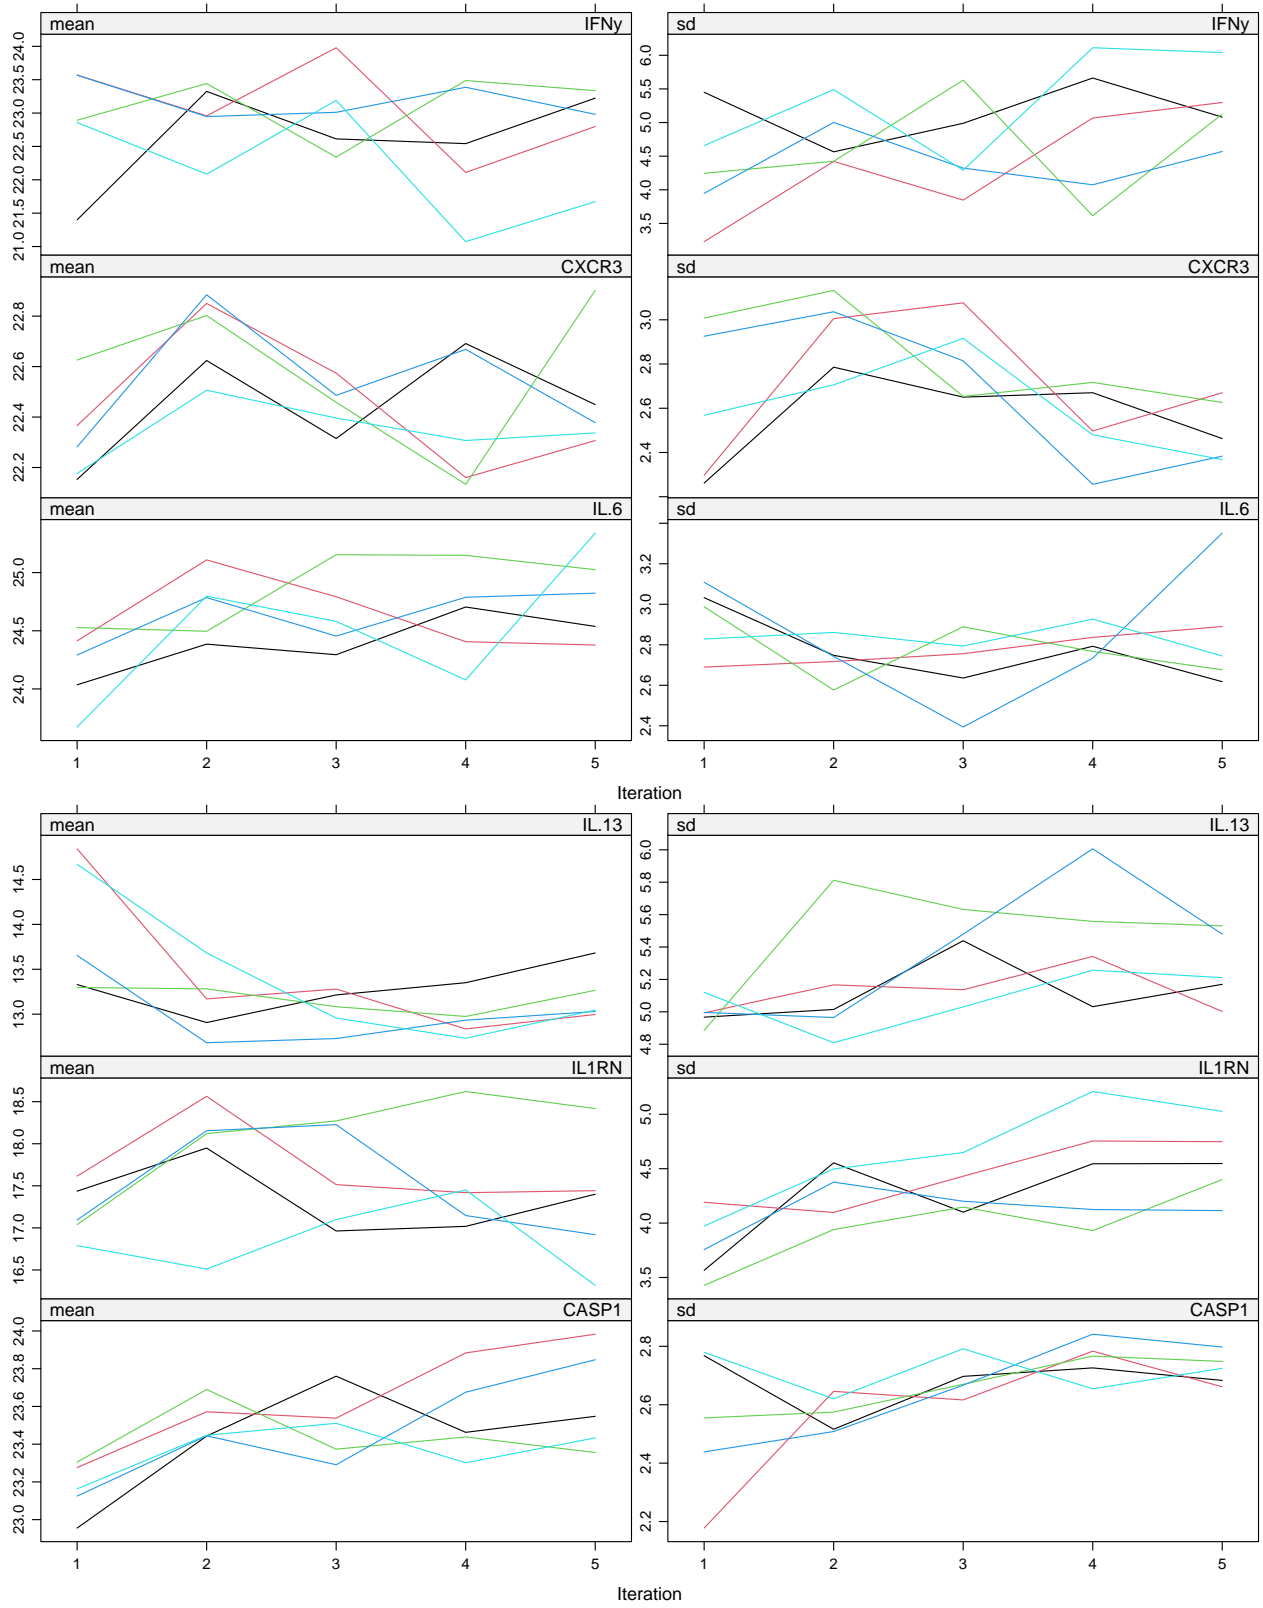 mean IFNy sd IFNy
21.0 21.5 22.0 22.5 23.0 23.5 24.0
3.5 4.0 4.5 5.0 5.5 6.0
mean CXCR3 sd CXCR3
22.2 22.4 22.6 22.8
2.4 2.6 2.8 3.0
mean IL.6 sd IL.6
24.0 24.5 25.0
2.4 2.6 2.8 3.0 3.2
1 2 3 4 5 1 2 3 4 5
Iteration
mean IL.13 sd IL.13
13.0 13.5 14.0 14.5
4.8 5.0 5.2 5.4 5.6 5.8 6.0
mean IL1RN sd IL1RN
16.5 17.0 17.5 18.0 18.5
3.5 4.0 4.5 5.0
mean CASP1 sd CASP1
23.0 23.2 23.4 23.6 23.8 24.0
2.2 2.4 2.6 2.8
1 2 3 4 5 1 2 3 4 5
Iteration